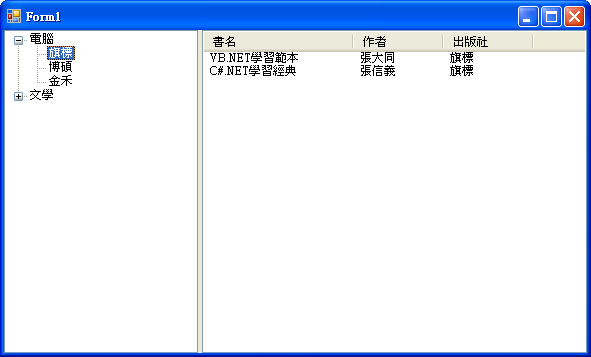 Form1
電腦
旗標
博碩
金禾
文學
書名 作者 出版社
VB.NET學習範本 張大同 旗標
C#.NET學習經典 張信義 旗標